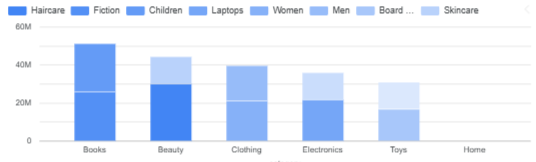 Haircare Fiction Children Laptops Women Men Board ... Skincare
60M
40M
20M
0
Books Beauty Clothing Electronics Toys Home